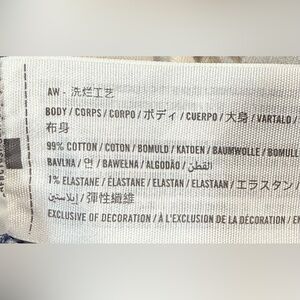 AW - 洗烂工艺
BODY / CORPS / CORPO / ボディ / CUERPO / 大身 / VARTALO /
布身
99% COTTON / COTON / BOMULD / KATOEN / BAUMWOLLE / BOMULL
BAVLNA / 면 / BAWEŁNA / ALGODÃO / القطن
1% ELASTANE / ÉLASTANE / ELASTAN / ELASTAAN / エラスタン /
إيلاستين / 彈性纖維
EXCLUSIVE OF DECORATION / À L'EXCLUSION DE LA DÉCORATION /